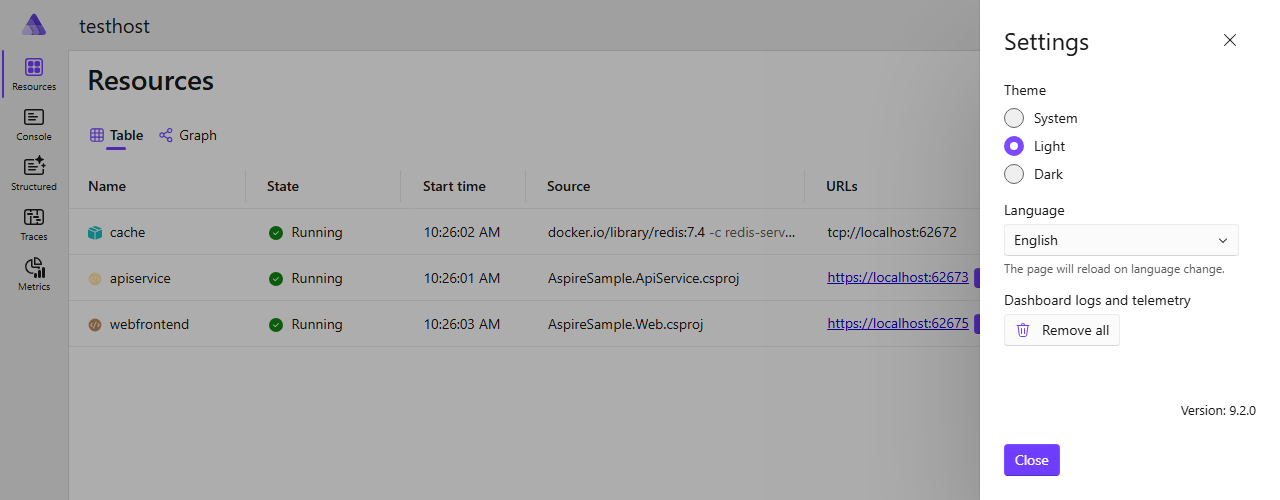 testhost
Resources
Console
Structured
Traces
Metrics
Resources
Table Graph
Name State Start time Source URLs
cache Running 10:26:02 AM docker.io/library/redis:7.4 -c redis-serv... tcp://localhost:62672
apiservice Running 10:26:01 AM AspireSample.ApiService.csproj https://localhost:62673
webfrontend Running 10:26:03 AM AspireSample.Web.csproj https://localhost:62675
Settings
Theme
System
Light
Dark
Language
English
The page will reload on language change.
Dashboard logs and telemetry
Remove all
Version: 9.2.0
Close